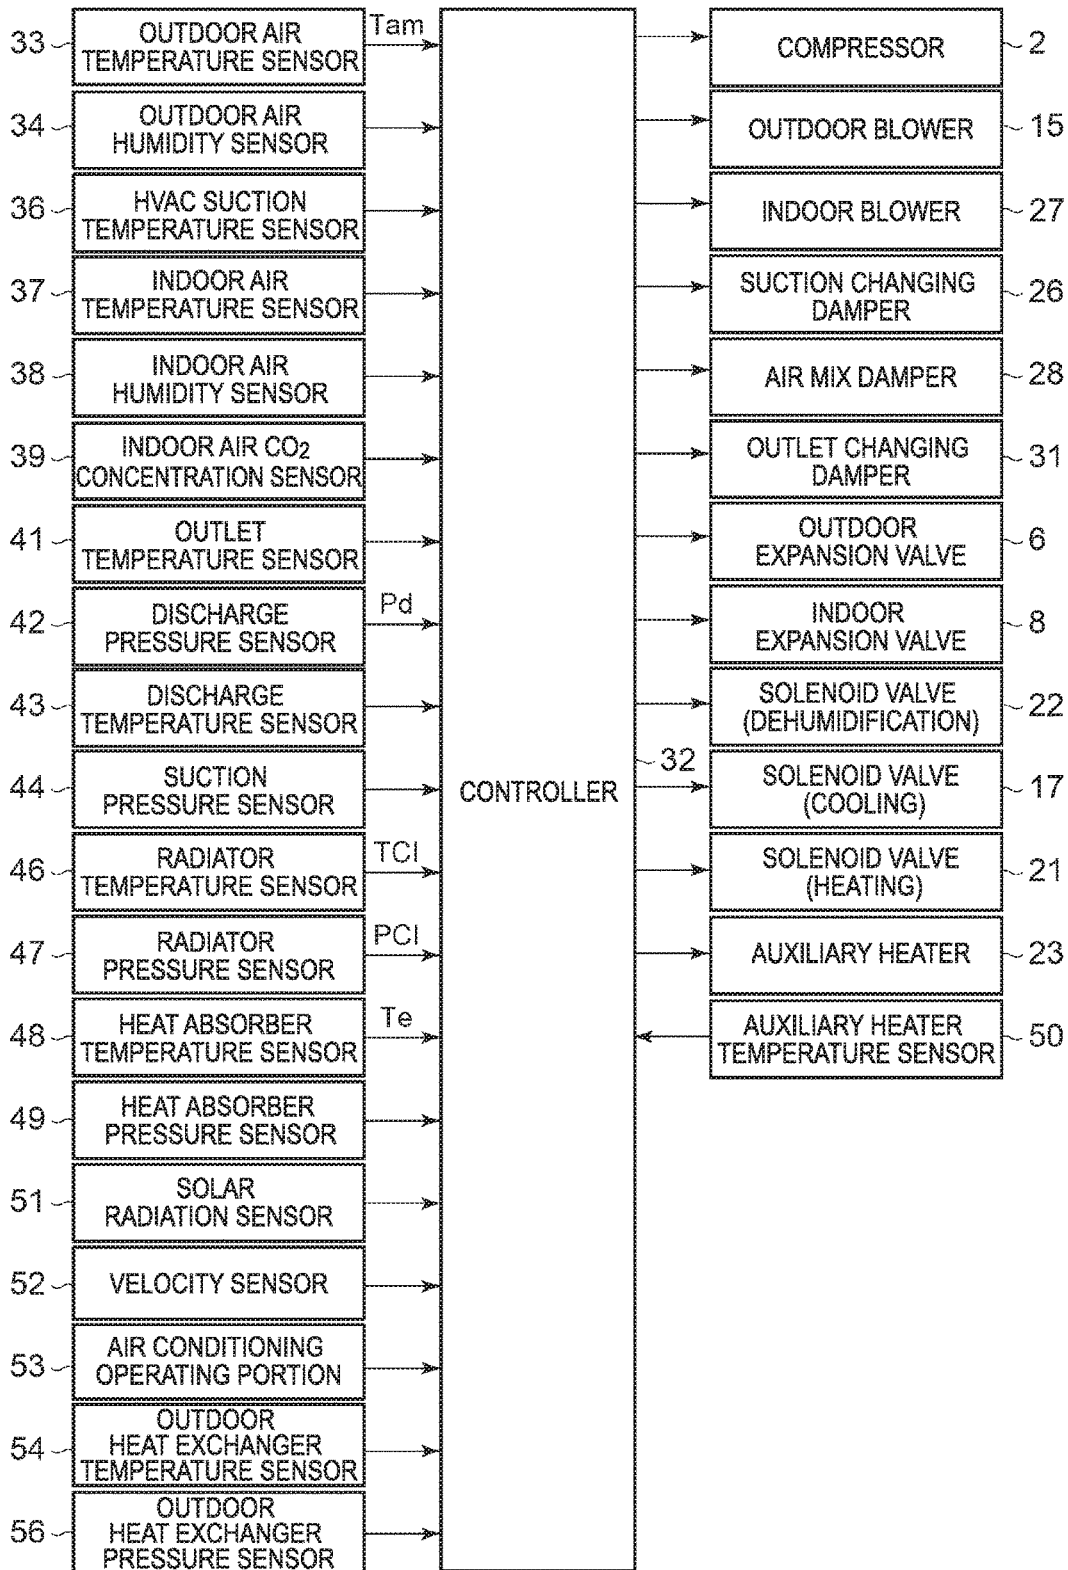 33
OUTDOOR AIR
TEMPERATURE SENSOR
Tam
34
OUTDOOR AIR
HUMIDITY SENSOR
36
HVAC SUCTION
TEMPERATURE SENSOR
37
INDOOR AIR
TEMPERATURE SENSOR
38
INDOOR AIR
HUMIDITY SENSOR
39
INDOOR AIR CO2
CONCENTRATION SENSOR
41
OUTLET
TEMPERATURE SENSOR
42
DISCHARGE
PRESSURE SENSOR
Pd
43
DISCHARGE
TEMPERATURE SENSOR
44
SUCTION
PRESSURE SENSOR
46
RADIATOR
TEMPERATURE SENSOR
TCI
47
RADIATOR
PRESSURE SENSOR
PCI
48
HEAT ABSORBER
TEMPERATURE SENSOR
Te
49
HEAT ABSORBER
PRESSURE SENSOR
51
SOLAR
RADIATION SENSOR
52
VELOCITY SENSOR
53
AIR CONDITIONING
OPERATING PORTION
54
OUTDOOR
HEAT EXCHANGER
TEMPERATURE SENSOR
56
OUTDOOR
HEAT EXCHANGER
PRESSURE SENSOR
CONTROLLER
32
COMPRESSOR
2
OUTDOOR BLOWER
15
INDOOR BLOWER
27
SUCTION CHANGING
DAMPER
26
AIR MIX DAMPER
28
OUTLET CHANGING
DAMPER
31
OUTDOOR
EXPANSION VALVE
6
INDOOR
EXPANSION VALVE
8
SOLENOID VALVE
(DEHUMIDIFICATION)
22
SOLENOID VALVE
(COOLING)
17
SOLENOID VALVE
(HEATING)
21
AUXILIARY HEATER
23
AUXILIARY HEATER
TEMPERATURE SENSOR
50